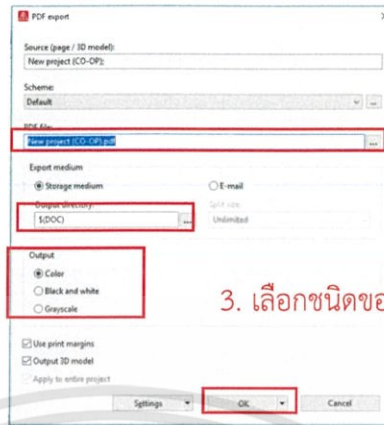 PDF export
Source (page / 3D model):
New project (CO-OP);
Scheme:
Default
PDF file:
New project (CO-OP).pdf
Export medium
Storage medium
E-mail
Output directory:
Split size:
$(DOC)
Unlimited
Output
Color
Black and white
Grayscale
3. เลือกชนิดขอ
Use print margins
Output 3D model
Apply to entire project
Settings
OK
Cancel